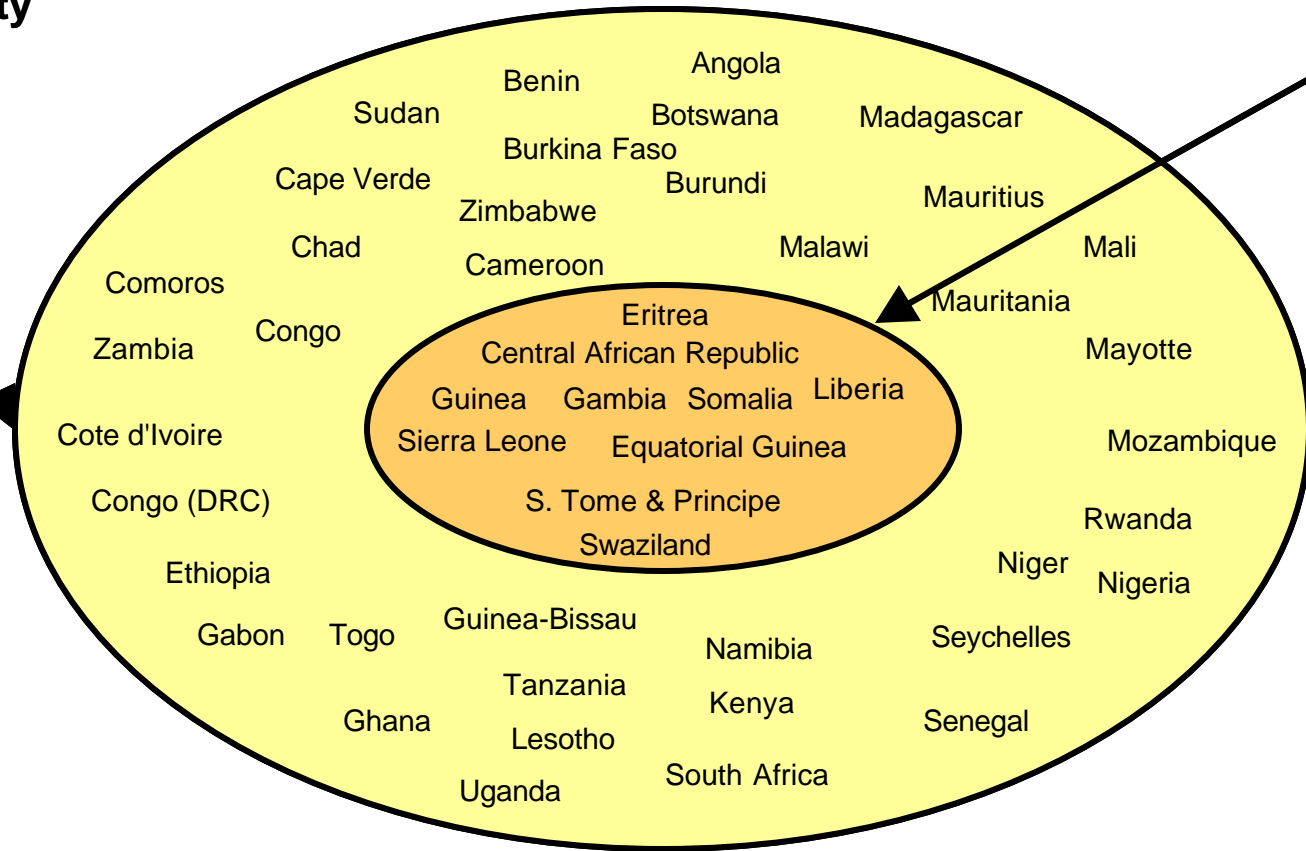 ty
Angola
Benin
Sudan
Botswana
Madagascar
Burkina Faso
Cape Verde
Burundi
Mauritius
Zimbabwe
Chad
Malawi
Mali
Cameroon
Comoros
Mauritania
Eritrea
Congo
Zambia
Central African Republic
Mayotte
Guinea
Gambia
Somalia
Liberia
Cote d'Ivoire
Sierra Leone
Equatorial Guinea
Mozambique
Congo (DRC)
S. Tome & Principe
Rwanda
Swaziland
Ethiopia
Niger
Nigeria
Guinea-Bissau
Gabon
Togo
Namibia
Seychelles
Tanzania
Kenya
Ghana
Senegal
Lesotho
South Africa
Uganda